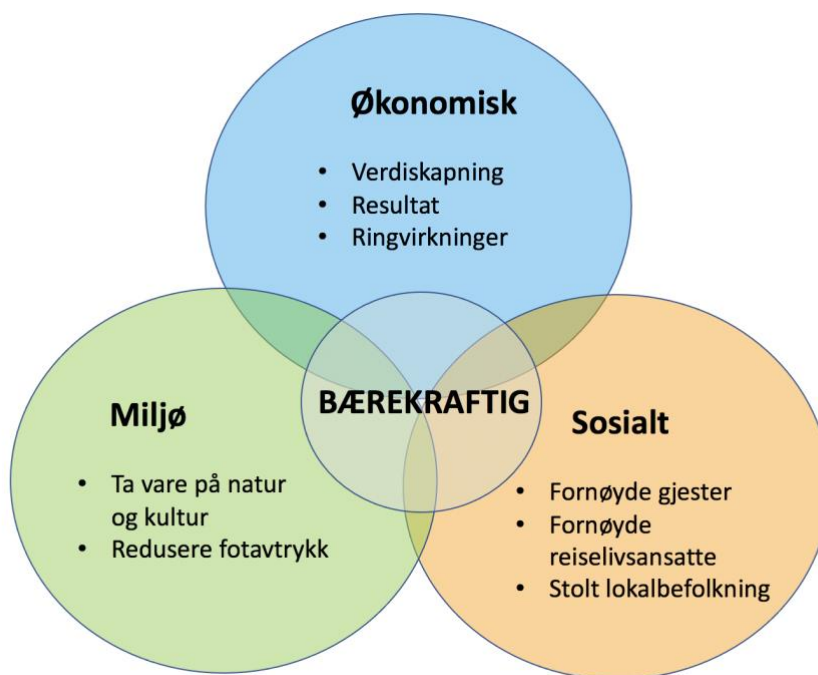 Økonomisk
• Verdiskapning
• Resultat
• Ringvirkninger
BÆREKRAFTIG
Miljø
• Ta vare på natur
og kultur
• Redusere fotavtrykk
Sosialt
• Fornøyde gjester
• Fornøyde
reiselivsansatte
• Stolt lokalbefolkning